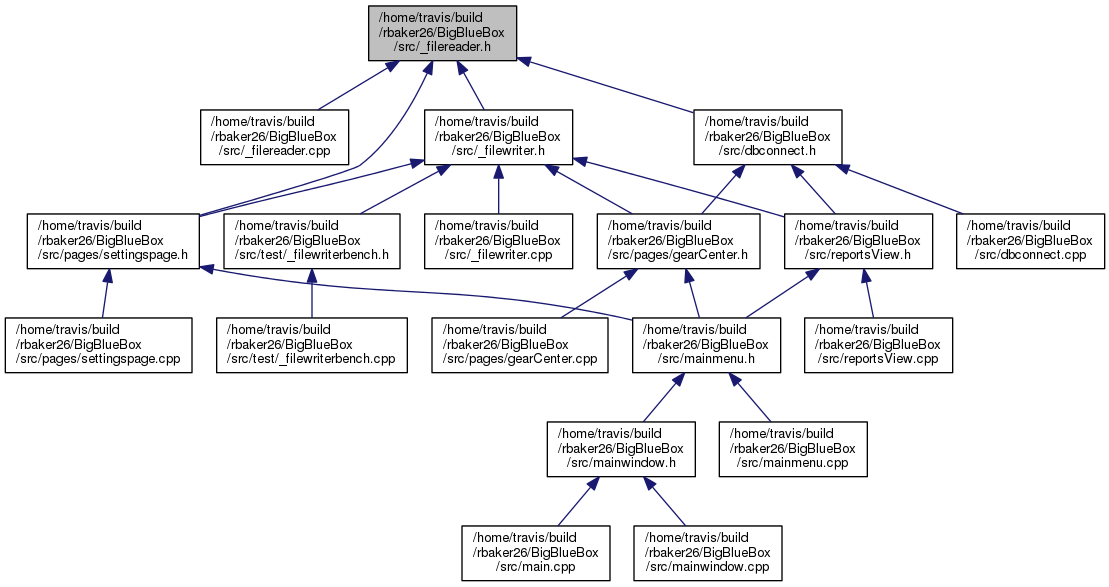 /home/travis/build
/rbaker26/BigBlueBox
/src/_filereader.h
/home/travis/build
/rbaker26/BigBlueBox
/src/_filereader.cpp
/home/travis/build
/rbaker26/BigBlueBox
/src/_filewriter.h
/home/travis/build
/rbaker26/BigBlueBox
/src/dbconnect.h
/home/travis/build
/rbaker26/BigBlueBox
/src/pages/settingspage.h
/home/travis/build
/rbaker26/BigBlueBox
/src/test/_filewriterbench.h
/home/travis/build
/rbaker26/BigBlueBox
/src/_filewriter.cpp
/home/travis/build
/rbaker26/BigBlueBox
/src/pages/gearCenter.h
/home/travis/build
/rbaker26/BigBlueBox
/src/reportsView.h
/home/travis/build
/rbaker26/BigBlueBox
/src/dbconnect.cpp
/home/travis/build
/rbaker26/BigBlueBox
/src/pages/settingspage.cpp
/home/travis/build
/rbaker26/BigBlueBox
/src/test/_filewriterbench.cpp
/home/travis/build
/rbaker26/BigBlueBox
/src/pages/gearCenter.cpp
/home/travis/build
/rbaker26/BigBlueBox
/src/mainmenu.h
/home/travis/build
/rbaker26/BigBlueBox
/src/reportsView.cpp
/home/travis/build
/rbaker26/BigBlueBox
/src/mainwindow.h
/home/travis/build
/rbaker26/BigBlueBox
/src/mainmenu.cpp
/home/travis/build
/rbaker26/BigBlueBox
/src/main.cpp
/home/travis/build
/rbaker26/BigBlueBox
/src/mainwindow.cpp